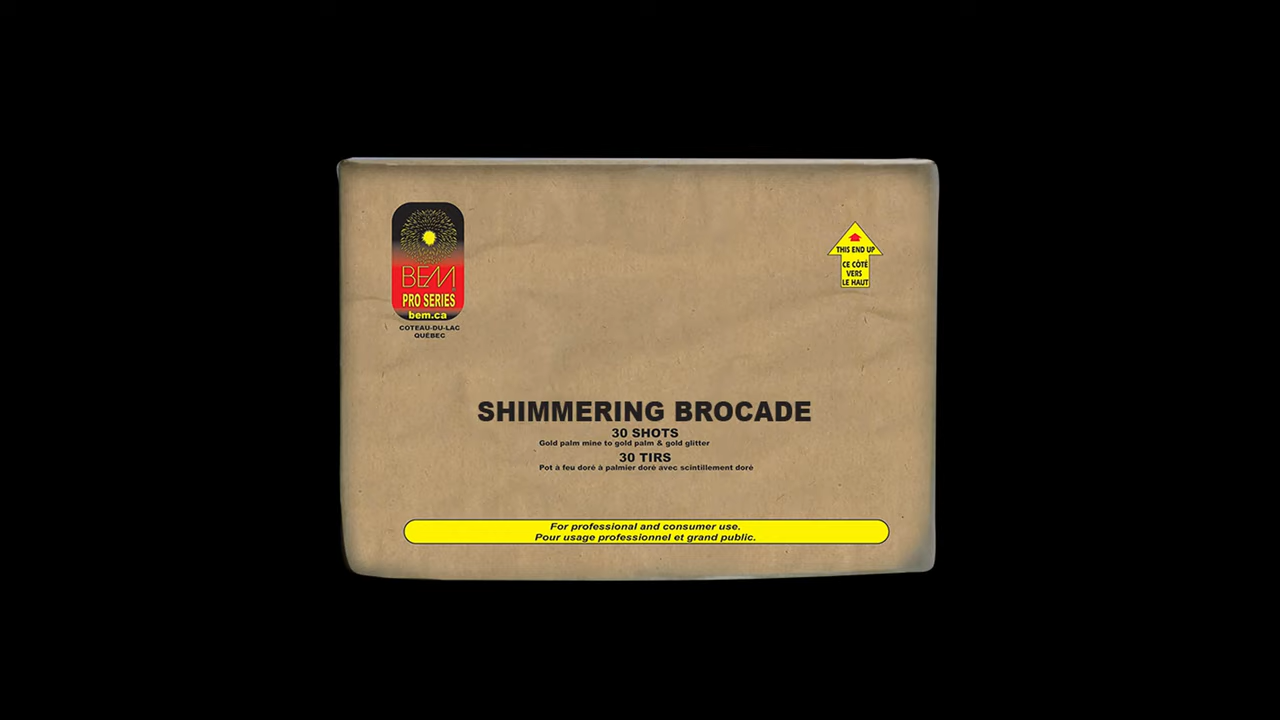 BEM
PRO SERIES
bem.ca
COTEAU-DU-LAC
QUÉBEC
THIS END UP
CE CÔTÉ
VERS
LE HAUT
SHIMMERING BROCADE
30 SHOTS
Gold palm mine to gold palm & gold glitter
30 TIRS
Pot à feu doré à palmier doré avec scintillement doré
For professional and consumer use.
Pour usage professionnel et grand public.